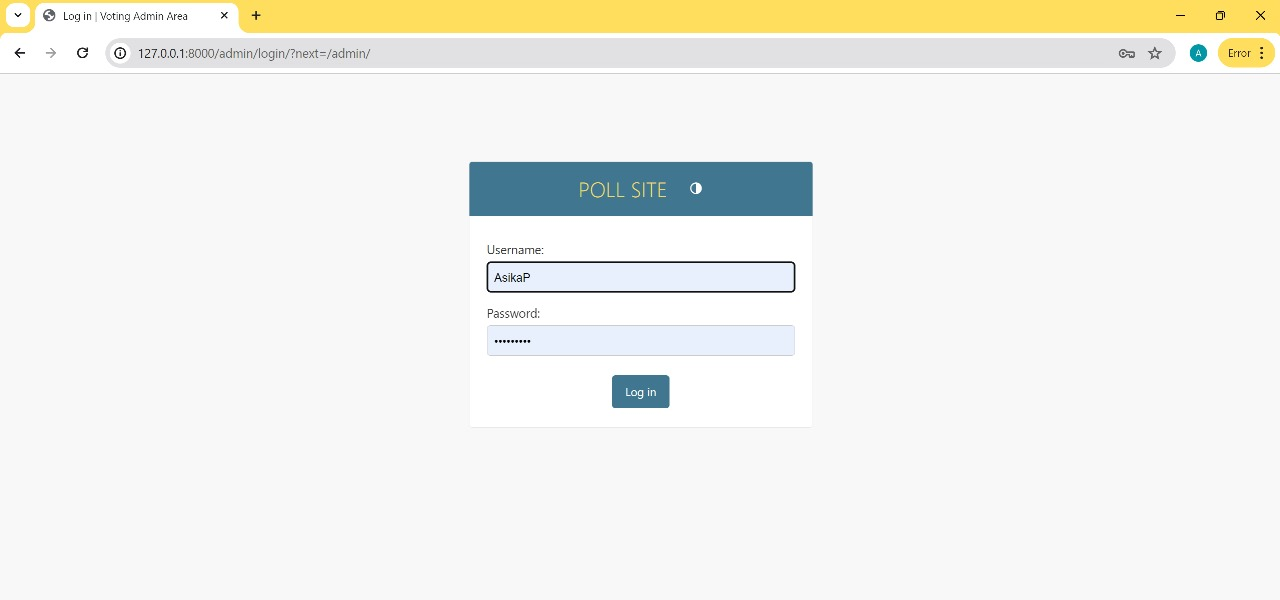 Log in | Voting Admin Area
127.0.0.1:8000/admin/login/?next=/admin/
A
Error
POLL SITE
Username:
AsikaP
Password:
•••••••••
Log in